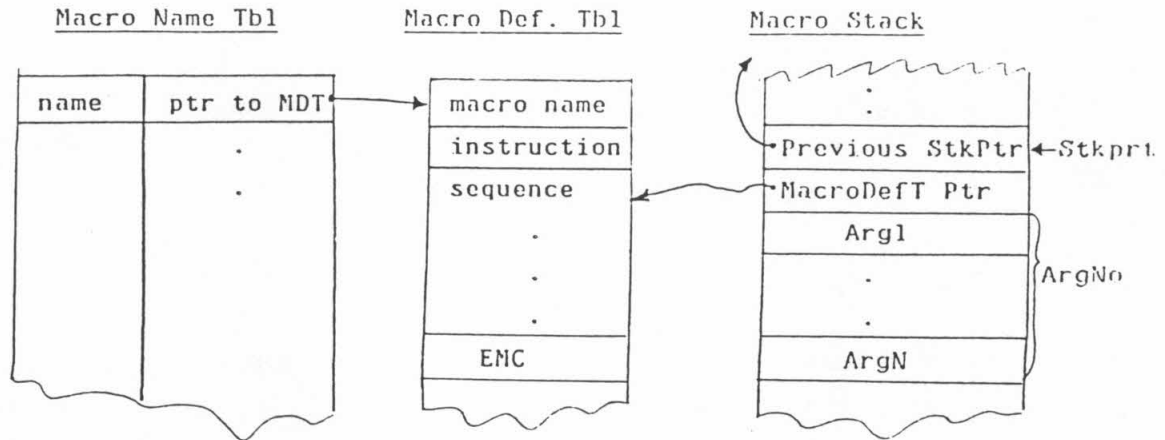 Macro Name Tbl
Macro Def. Tbl
Macro Stack
name
ptr to MDT
macro name
instruction
sequence
EMC
Previous StkPtr
Stkprt
MacroDefT Ptr
Arg1
ArgNo
ArgN